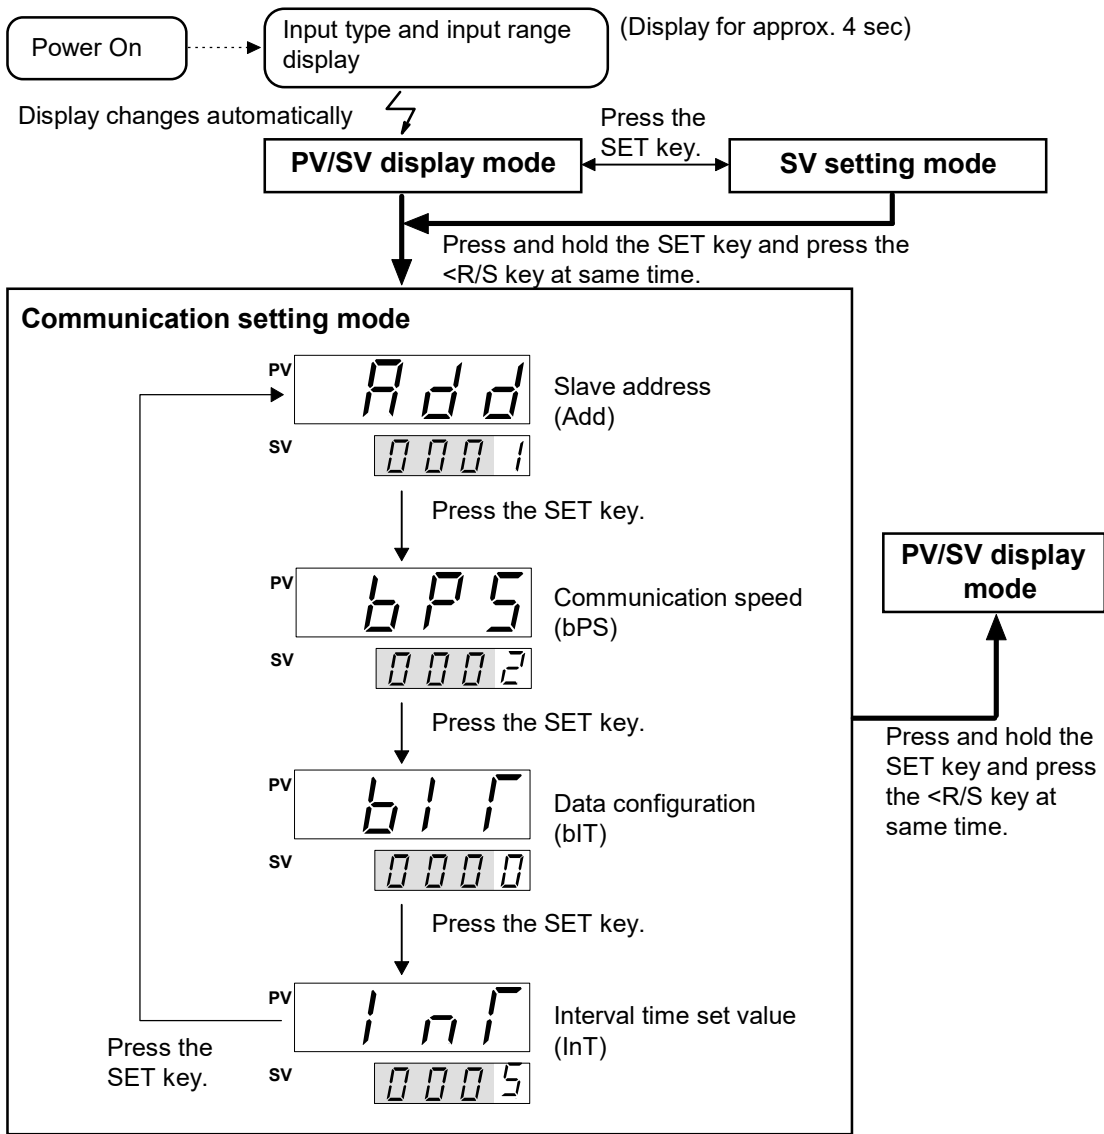 Power On
Input type and input range
display
(Display for approx. 4 sec)
Display changes automatically
Press the
SET key.
PV/SV display mode
SV setting mode
Press and hold the SET key and press the
<R/S key at same time.
Communication setting mode
PV
Add
Slave address
(Add)
SV
0001
Press the SET key.
PV
bPS
Communication speed
(bPS)
SV
0002
Press the SET key.
PV
bIT
Data configuration
(bIT)
SV
0000
Press the SET key.
PV
InT
Interval time set value
(InT)
SV
0005
Press the
SET key.
PV/SV display
mode
Press and hold the
SET key and press
the <R/S key at
same time.